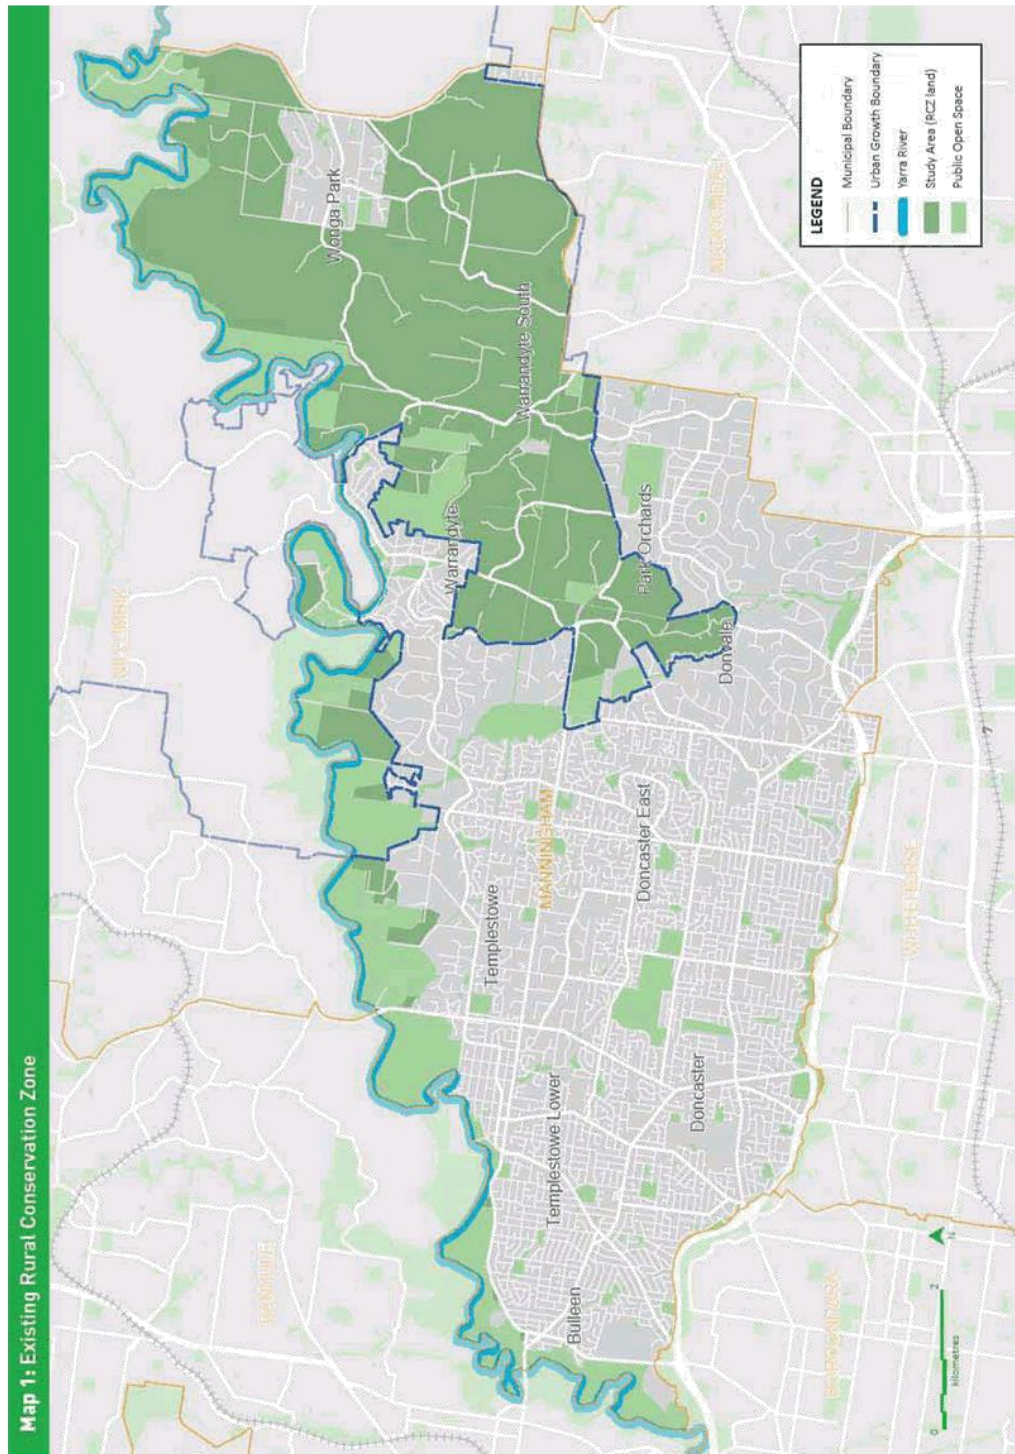 Map 1: Existing Rural Conservation Zone
NILLUMBIK
BANYULE
Wonga Park
Warrandyte South
Warrandyte
Park Orchards
Donvale
MANNINGHAM
Templestowe
Doncaster East
Templestowe Lower
Doncaster
Bulleen
MAROONDAH
WHITEHORSE
BOROONDARA
LEGEND
Municipal Boundary
Urban Growth Boundary
Yarra River
Study Area (RCZ land)
Public Open Space
0 2
kilometres
N